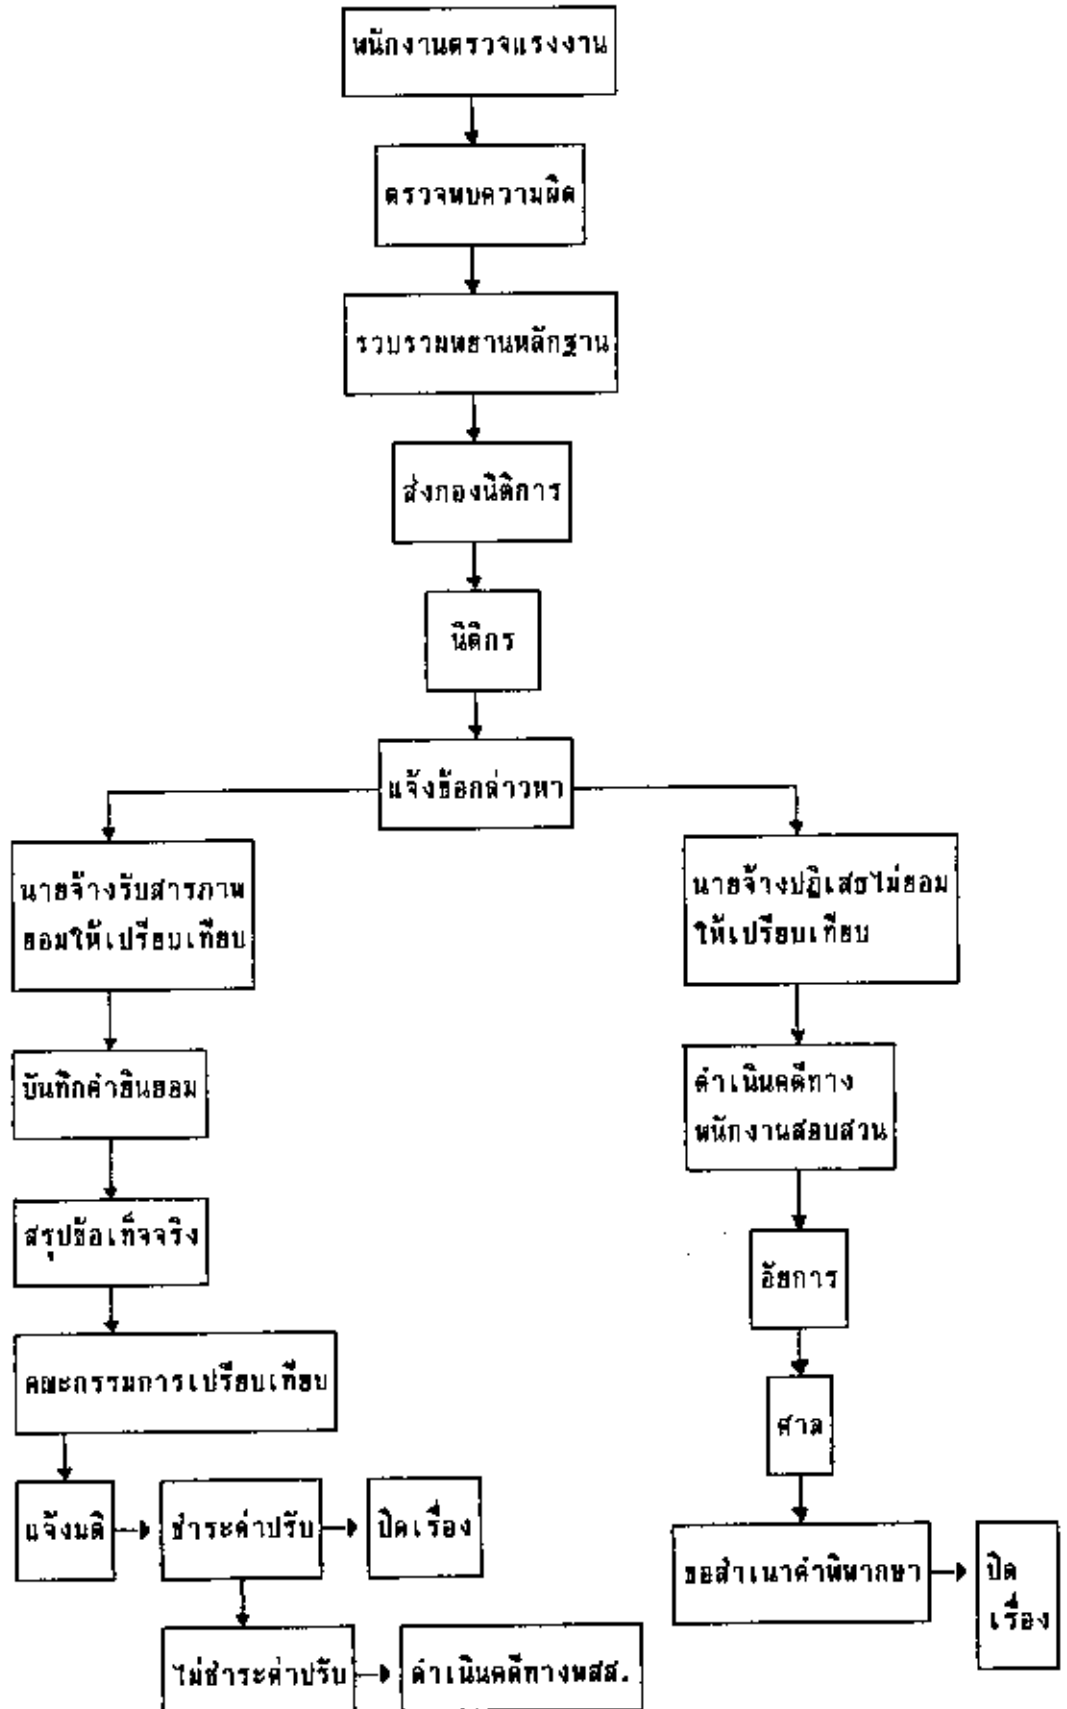 พนักงานตรวจแรงงาน
ตรวจพบความผิด
รวบรวมพยานหลักฐาน
ส่งกองนิติการ
นิติกร
แจ้งข้อกล่าวหา
นายจ้างรับสารภาพ
ยอมให้เปรียบเทียบ
บันทึกคำยินยอม
สรุปข้อเท็จจริง
คณะกรรมการเปรียบเทียบ
แจ้งมติ
ชำระค่าปรับ
ปิดเรื่อง
ไม่ชำระค่าปรับ
ดำเนินคดีทางพสส.
นายจ้างปฏิเสธไม่ยอม
ให้เปรียบเทียบ
ดำเนินคดีทาง
พนักงานสอบสวน
อัยการ
ศาล
ขอสำเนาคำพิพากษา
ปิด
เรื่อง